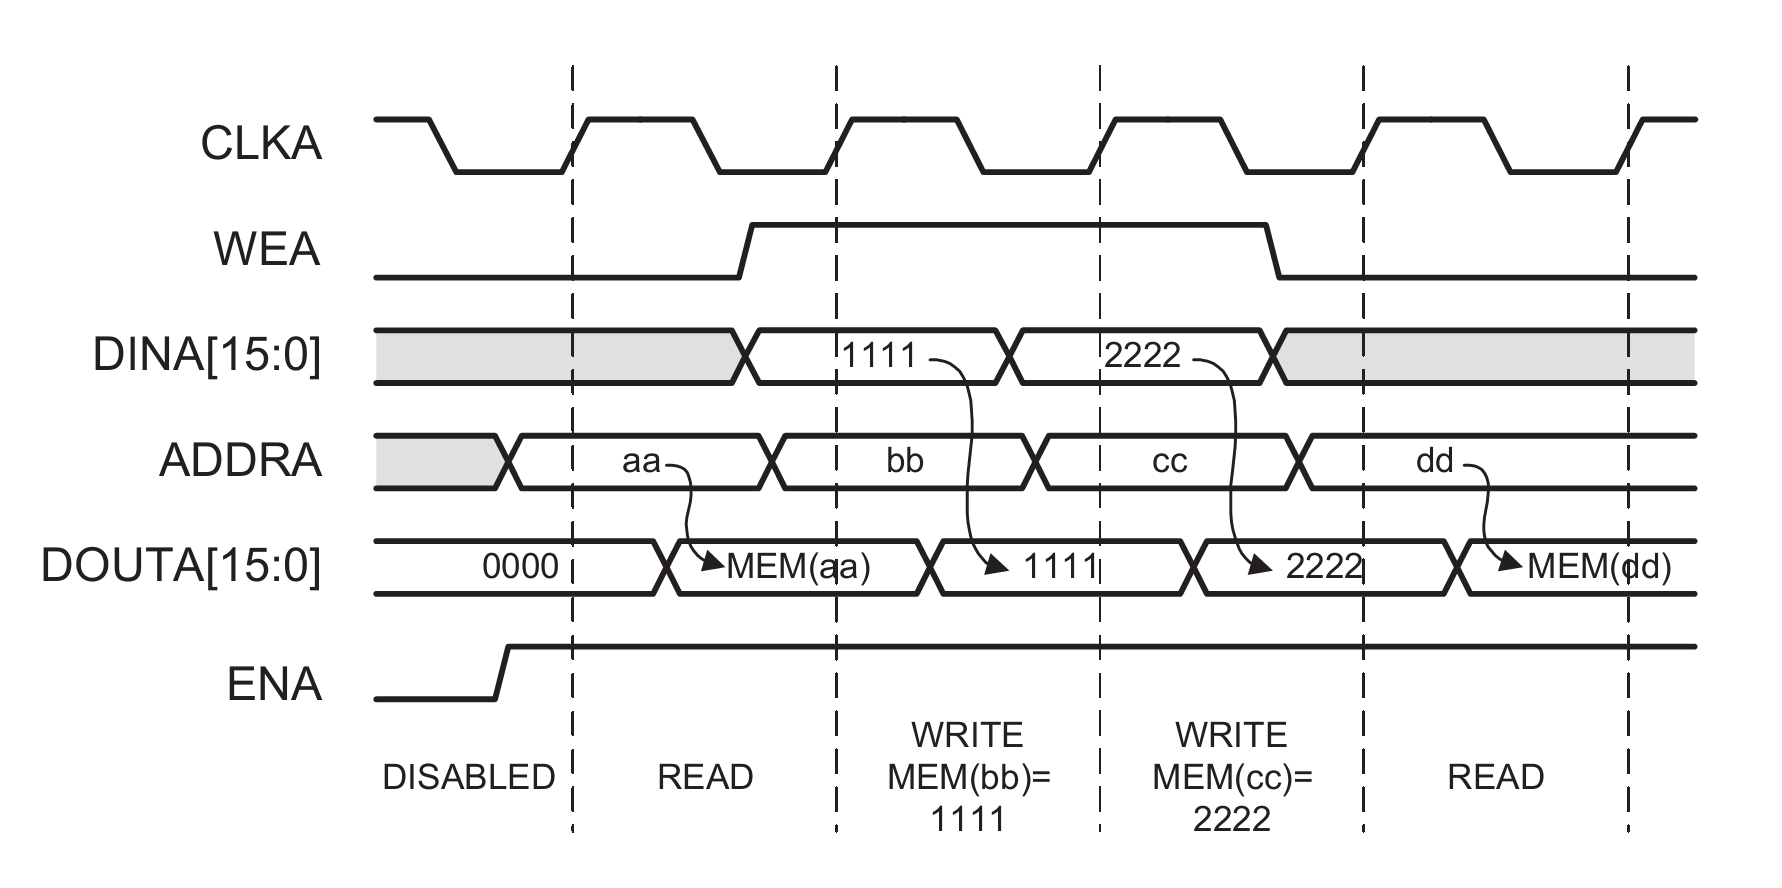 CLKA
WEA
DINA[15:0] 1111 2222
ADDRA aa bb cc dd
DOUTA[15:0] 0000 MEM(aa) 1111 2222 MEM(dd)
ENA
DISABLED
READ
WRITE
MEM(bb)=
1111
WRITE
MEM(cc)=
2222
READ